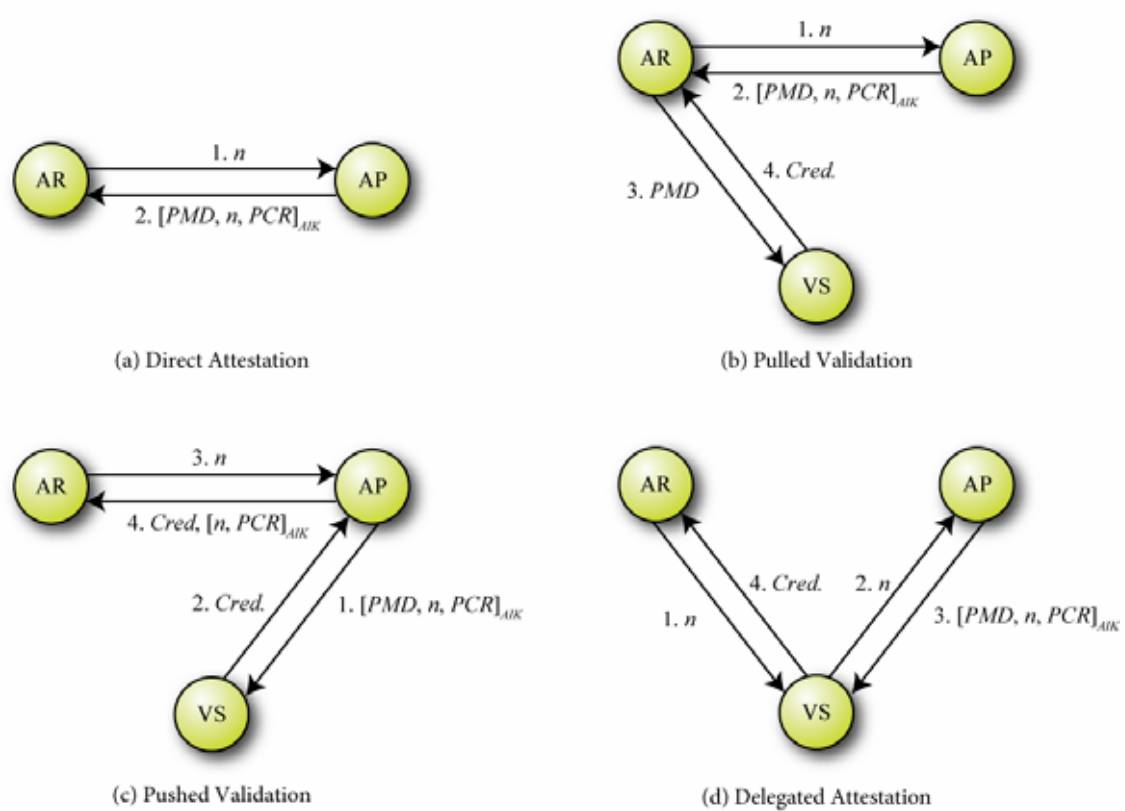 AR
1. n
AP
2. [PMD, n, PCR]AIK
(a) Direct Attestation
AR
1. n
AP
2. [PMD, n, PCR]AIK
3. PMD
4. Cred.
VS
(b) Pulled Validation
AR
3. n
AP
4. Cred, [n, PCR]AIK
2. Cred.
1. [PMD, n, PCR]AIK
VS
(c) Pushed Validation
AR
AP
4. Cred.
2. n
1. n
3. [PMD, n, PCR]AIK
VS
(d) Delegated Attestation